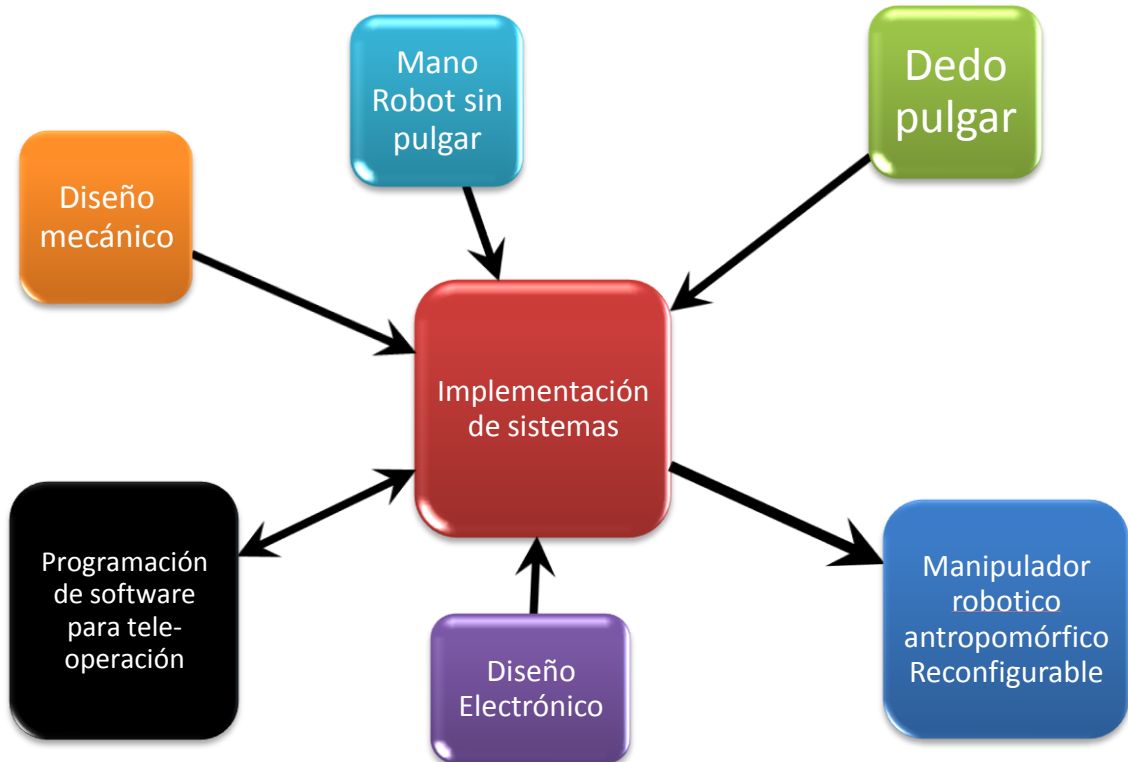 Mano
Robot sin
pulgar
Dedo
pulgar
Diseño
mecánico
Implementación
de sistemas
Programación
de software
para tele-
operación
Diseño
Electrónico
Manipulador
robotico
antropomórfico
Reconfigurable